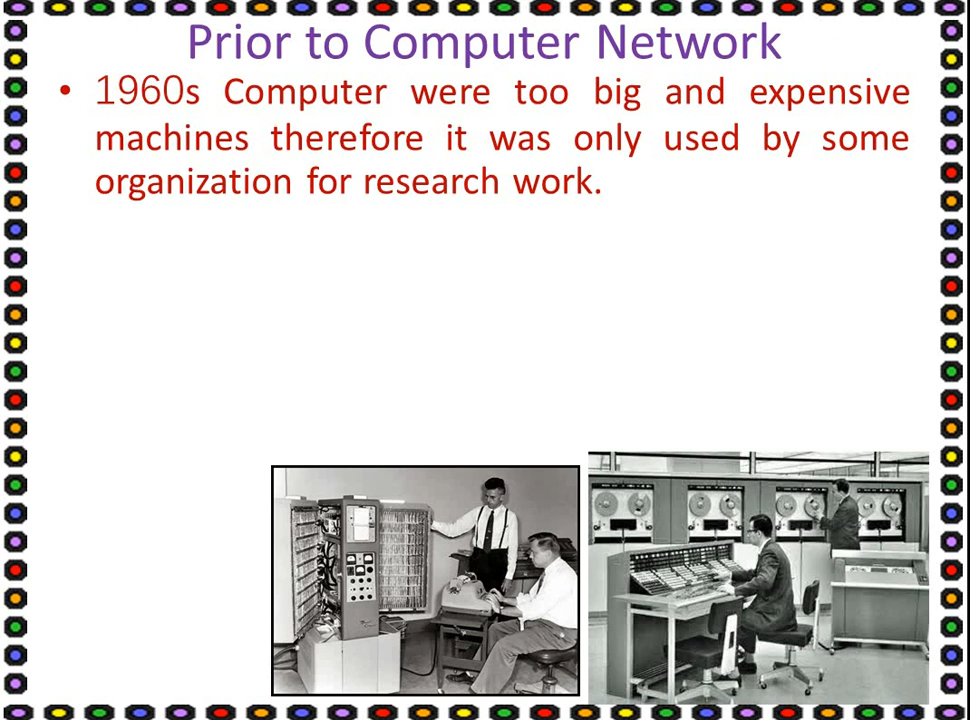 Prior to Computer Network
• 1960s Computer were too big and expensive
machines therefore it was only used by some
organization for research work.